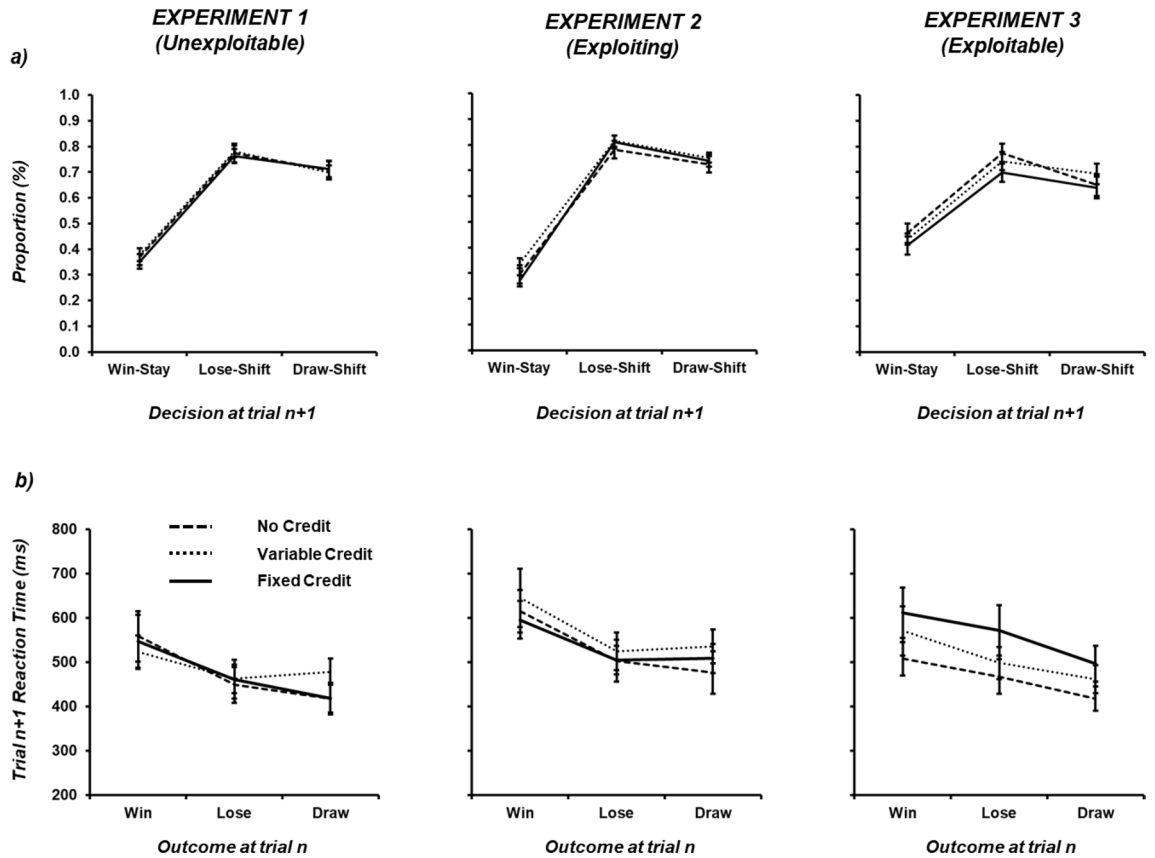 EXPERIMENT 1
(Unexploitable)
EXPERIMENT 2
(Exploiting)
EXPERIMENT 3
(Exploitable)
a)
Proportion (%)
1.0
0.9
0.8
0.7
0.6
0.5
0.4
0.3
0.2
0.1
0.0
Win-Stay Lose-Shift Draw-Shift
Decision at trial n+1
Win-Stay Lose-Shift Draw-Shift
Decision at trial n+1
Win-Stay Lose-Shift Draw-Shift
Decision at trial n+1
b)
Trial n+1 Reaction Time (ms)
800
700
600
500
400
300
200
No Credit
Variable Credit
Fixed Credit
Win Lose Draw
Outcome at trial n
Win Lose Draw
Outcome at trial n
Win Lose Draw
Outcome at trial n